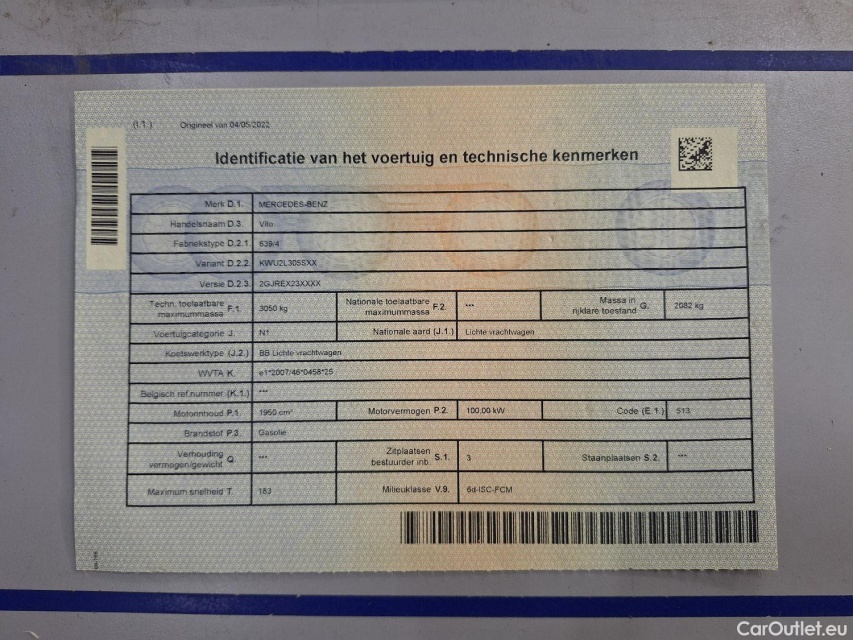 (I.1.) Origineel van 04/05/2022
Identificatie van het voertuig en technische kenmerken
Merk D.1. MERCEDES-BENZ
Handelsnaam D.3. Vito
Fabriekstype D.2.1. 639/4
Variant D.2.2. KWU2L305SXX
Versie D.2.3. 2GJREX23XXXX
Techn. toelaatbare maximummassa F.1. 3050 kg Nationale toelaatbare maximummassa F.2. --- Massa in rijklare toestand G. 2082 kg
Voertuigcategorie J. N1 Nationale aard (J.1.) Lichte vrachtwagen
Koetswerktype (J.2.) BB Lichte vrachtwagen
WVTA K. e1*2007/46*0458*25
Belgisch ref.nummer (K.1.) ---
Motorinhoud P.1. 1950 cm³ Motorvermogen P.2. 100,00 kW Code (E.1.) 513
Brandstof P.3. Gasolie
Verhouding vermogen/gewicht Q. --- Zitplaatsen bestuurder inb. S.1. 3 Staanplaatsen S.2. ---
Maximum snelheid T. 183 Milieuklasse V.9. 6d-ISC-FCM
CarOutlet.eu